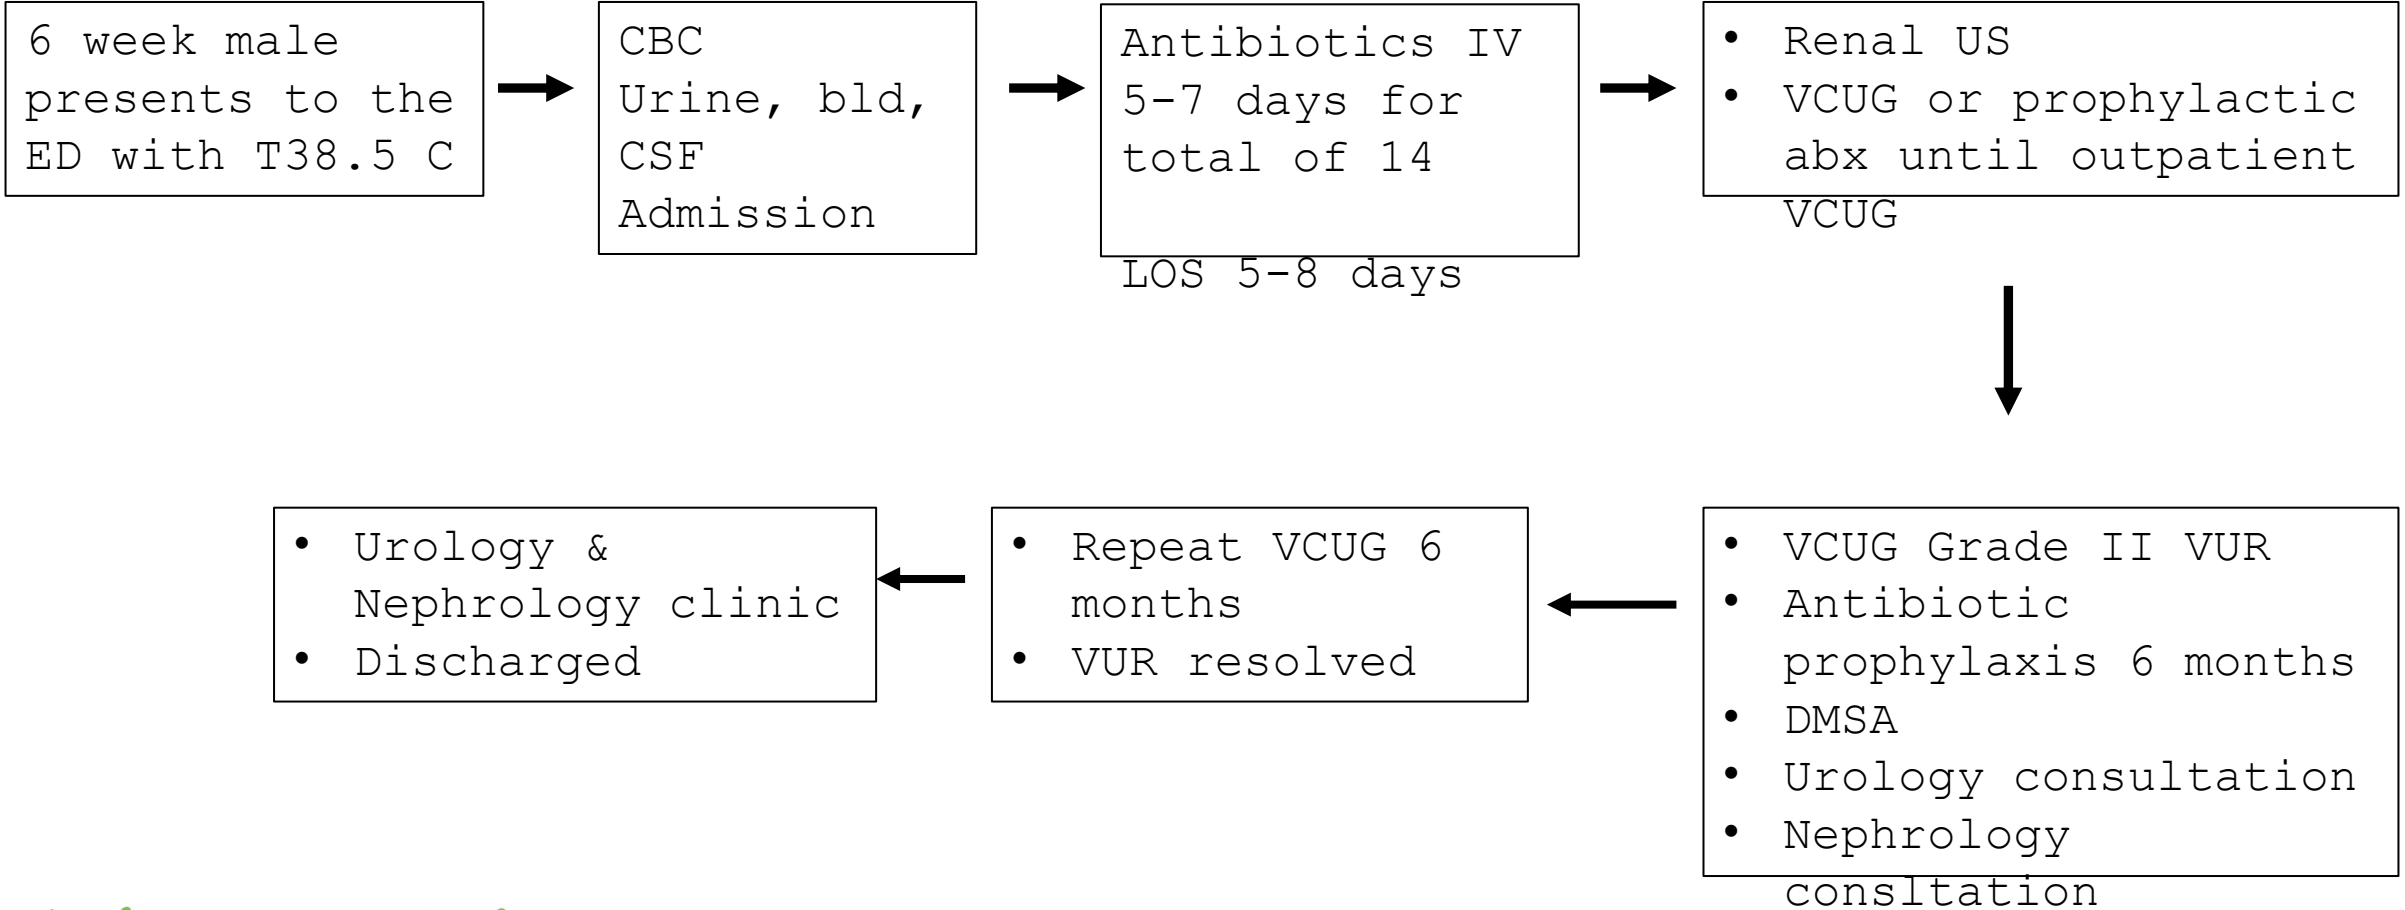 6 week male
presents to the
ED with T38.5 C
CBC
Urine, bld,
CSF
Admission
Antibiotics IV
5-7 days for
total of 14
LOS 5-8 days
• Renal US
• VCUG or prophylactic
abx until outpatient
VCUG
• VCUG Grade II VUR
• Antibiotic
prophylaxis 6 months
• DMSA
• Urology consultation
• Nephrology
consltation
• Repeat VCUG 6
months
• VUR resolved
• Urology &
Nephrology clinic
• Discharged